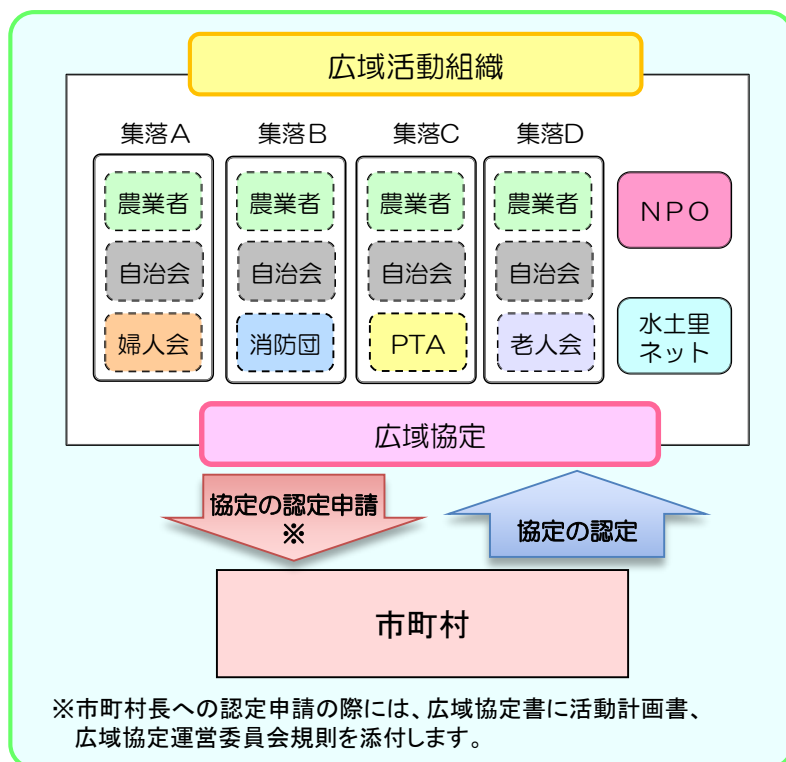 広域活動組織
集落A 集落B 集落C 集落D
農業者 農業者 農業者 農業者 NPO
自治会 自治会 自治会 自治会
婦人会 消防団 PTA 老人会 水土里
ネット
広域協定
協定の認定申請
※
協定の認定
市町村
※市町村長への認定申請の際には、広域協定書に活動計画書、
広域協定運営委員会規則を添付します。